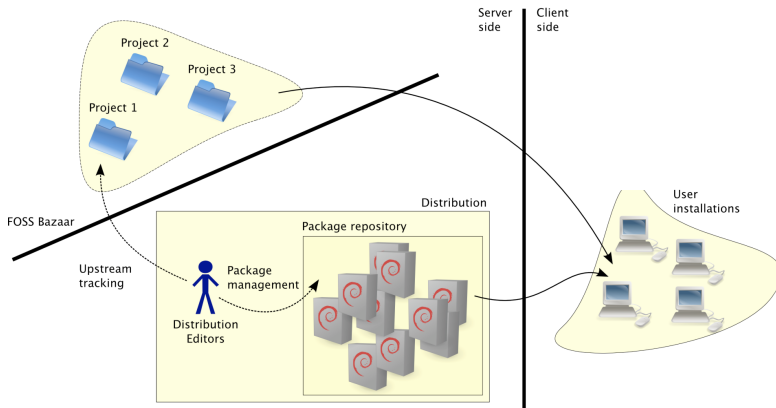 Server
side
Client
side
Project 2
Project 3
Project 1
FOSS Bazaar
Distribution
Package repository
User
installations
Upstream
tracking
Package
management
Distribution
Editors